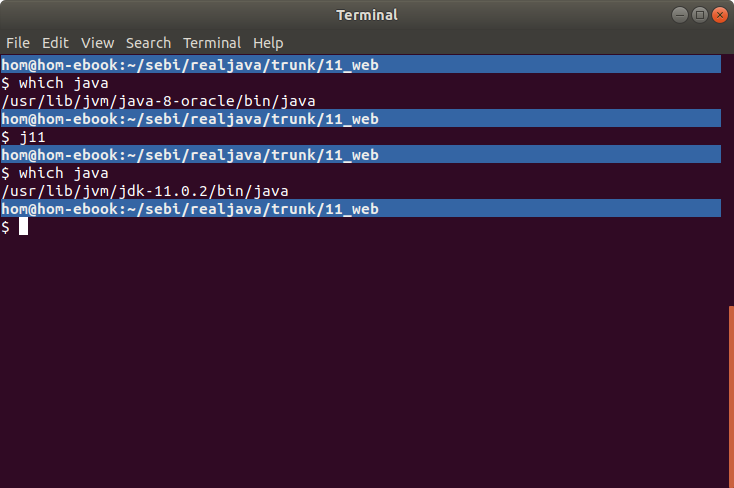 Terminal
File Edit View Search Terminal Help
hom@hom-ebook:~/sebi/realjava/trunk/11_web
$ which java
/usr/lib/jvm/java-8-oracle/bin/java
hom@hom-ebook:~/sebi/realjava/trunk/11_web
$ j11
hom@hom-ebook:~/sebi/realjava/trunk/11_web
$ which java
/usr/lib/jvm/jdk-11.0.2/bin/java
hom@hom-ebook:~/sebi/realjava/trunk/11_web
$